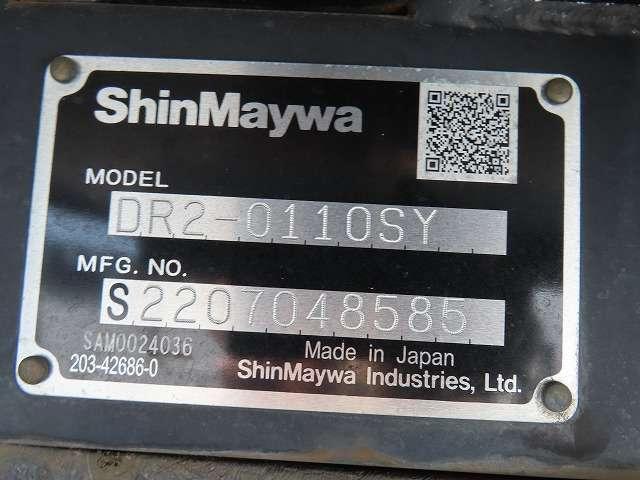 ShinMaywa
MODEL
DR2-0110SY
MFG. NO.
S2207048585
SAM0024036
203-42686-0
Made in Japan
ShinMaywa Industries, Ltd.